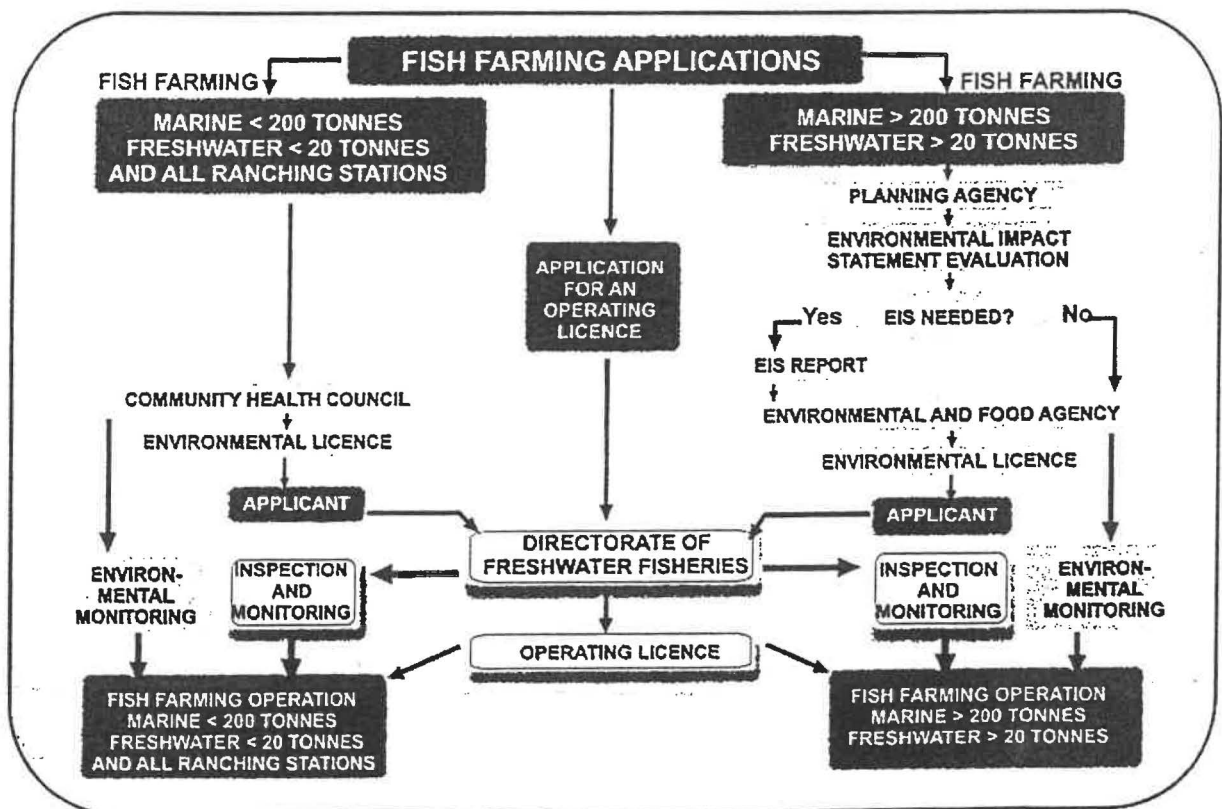 FISH FARMING APPLICATIONS
FISH FARMING
MARINE < 200 TONNES
FRESHWATER < 20 TONNES
AND ALL RANCHING STATIONS
FISH FARMING
MARINE > 200 TONNES
FRESHWATER > 20 TONNES
PLANNING AGENCY
ENVIRONMENTAL IMPACT
STATEMENT EVALUATION
APPLICATION
FOR AN
OPERATING
LICENCE
Yes
EIS NEEDED?
No
EIS REPORT
COMMUNITY HEALTH COUNCIL
ENVIRONMENTAL LICENCE
APPLICANT
ENVIRONMENTAL AND FOOD AGENCY
ENVIRONMENTAL LICENCE
APPLICANT
DIRECTORATE OF
FRESHWATER FISHERIES
ENVIRON-
MENTAL
MONITORING
INSPECTION
AND
MONITORING
INSPECTION
AND
MONITORING
ENVIRON-
MENTAL
MONITORING
OPERATING LICENCE
FISH FARMING OPERATION
MARINE < 200 TONNES
FRESHWATER < 20 TONNES
AND ALL RANCHING STATIONS
FISH FARMING OPERATION
MARINE > 200 TONNES
FRESHWATER > 20 TONNES